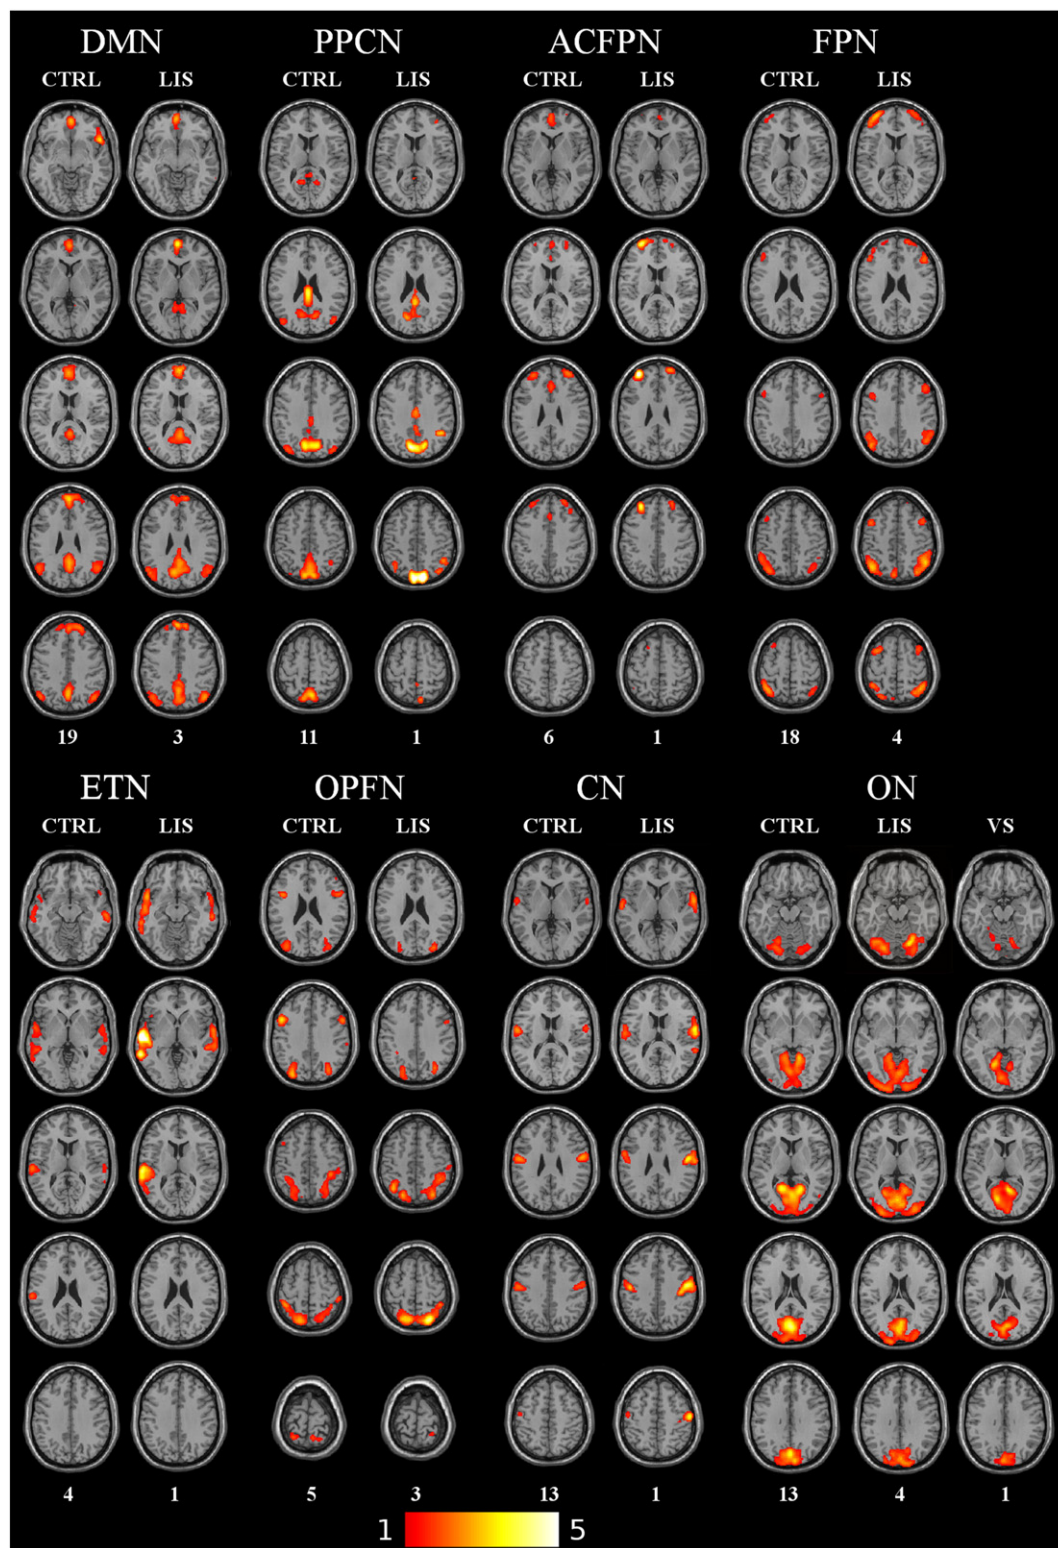 DMN PPCN ACFPN FPN
CTRL LIS CTRL LIS CTRL LIS CTRL LIS
19 3 11 1 6 1 18 4
ETN OPFN CN ON
CTRL LIS CTRL LIS CTRL LIS CTRL LIS VS
4 1 5 3 13 1 13 4 1
1 5